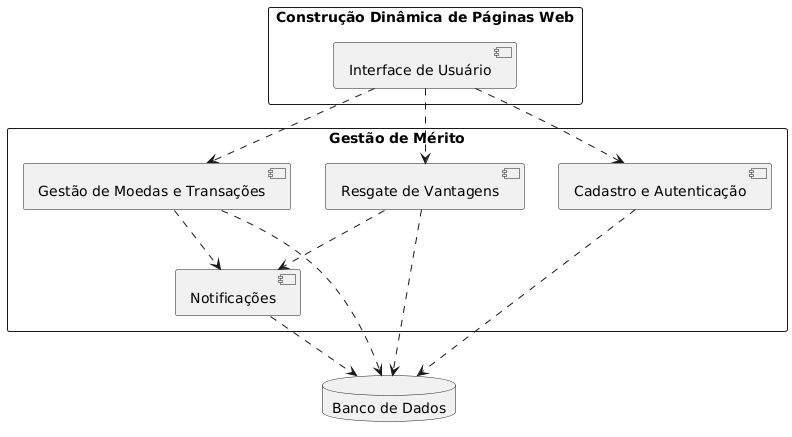 Construção Dinâmica de Páginas Web
Interface de Usuário
Gestão de Mérito
Gestão de Moedas e Transações
Resgate de Vantagens
Cadastro e Autenticação
Notificações
Banco de Dados